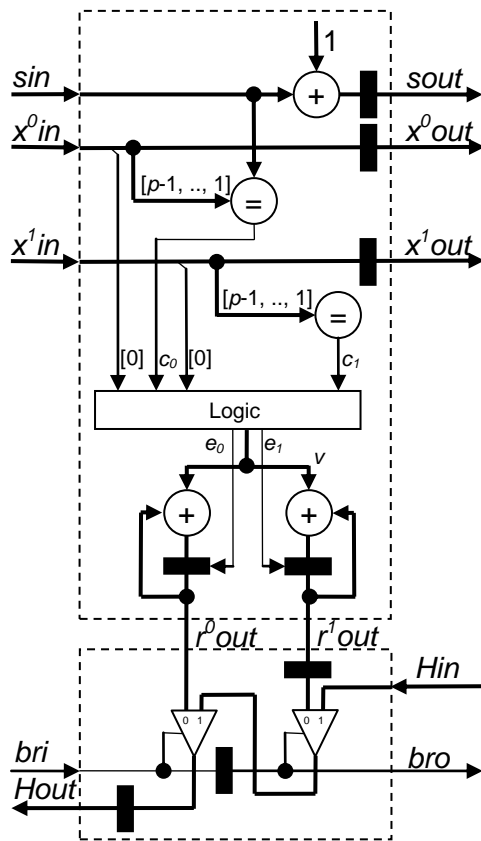 1
sin
+
sout
x⁰in
x⁰out
[p-1, .., 1]
=
x¹in
x¹out
[p-1, .., 1]
=
[0]
c₀
[0]
c₁
Logic
e₀
e₁
v
+
+
r⁰out
r¹out
Hin
0 1
0 1
bri
bro
Hout